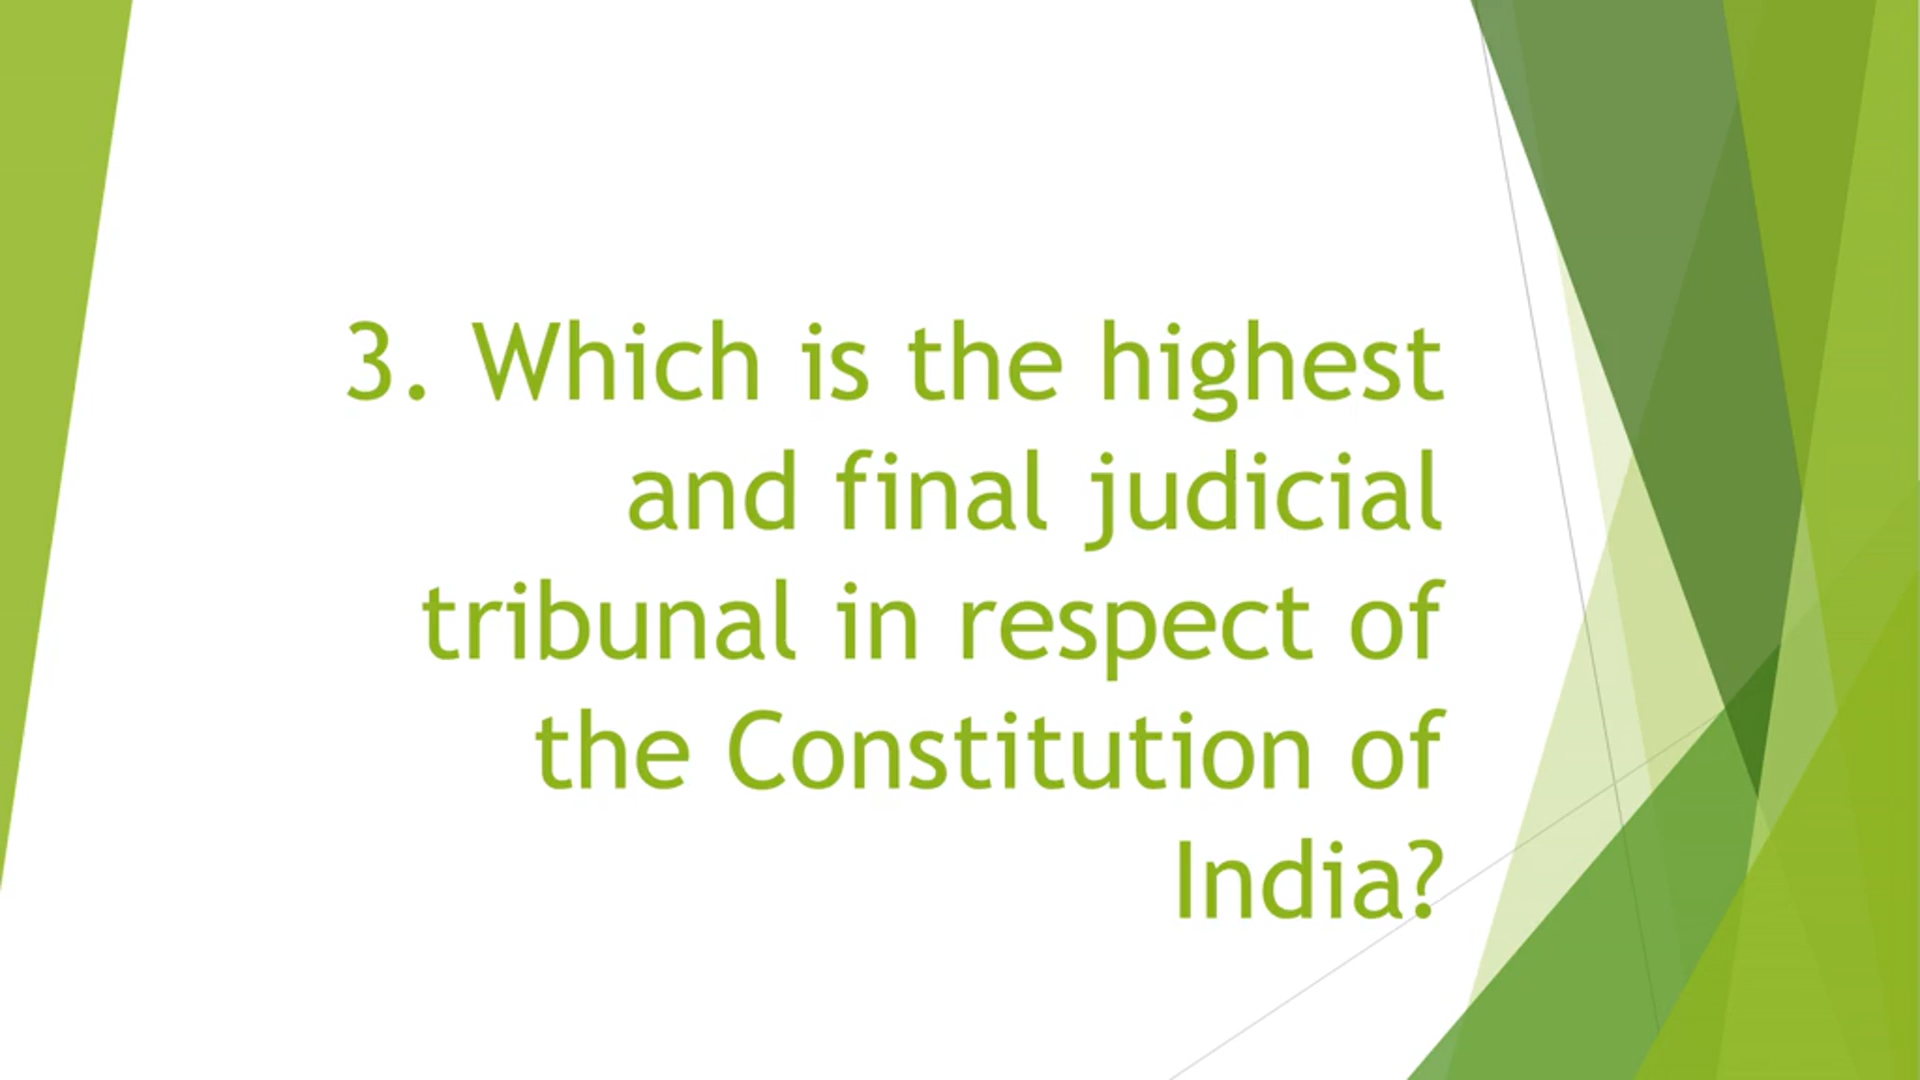 3. Which is the highest
and final judicial
tribunal in respect of
the Constitution of
India?